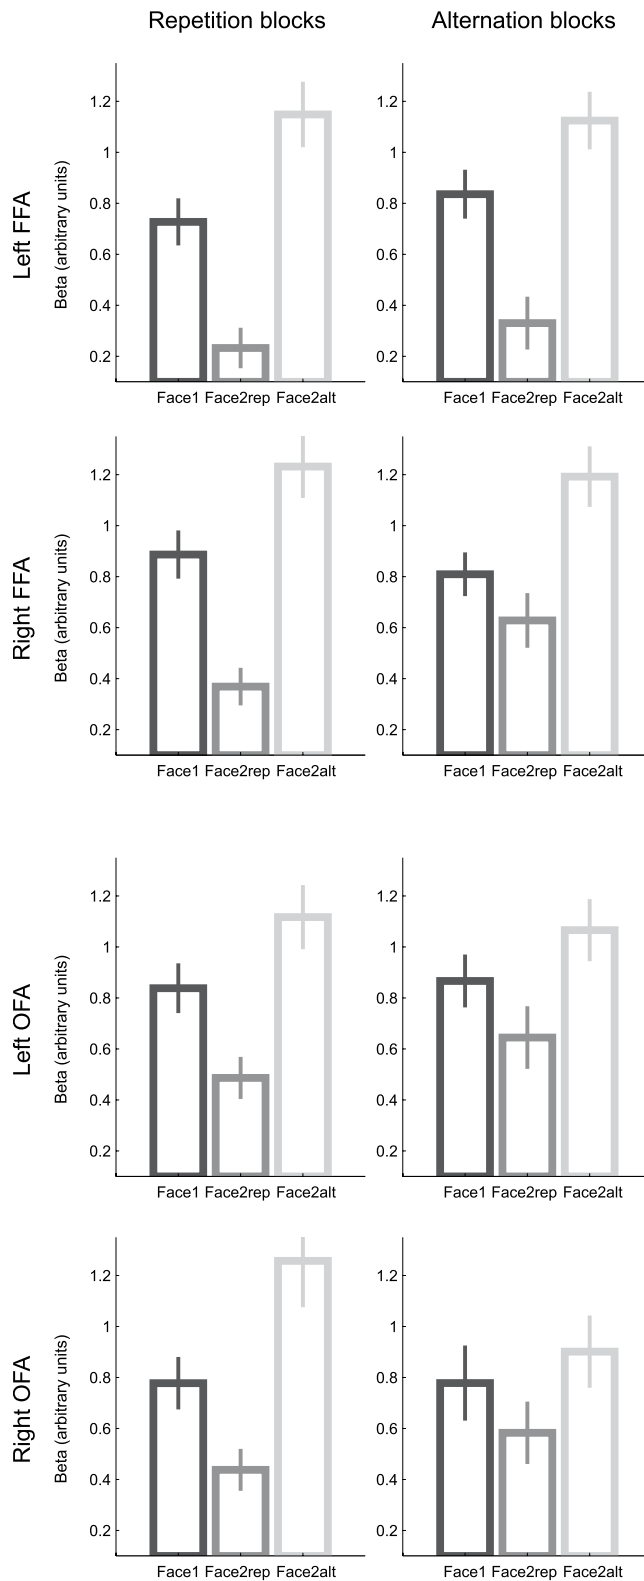 Repetition blocks Alternation blocks
Left FFA
Beta (arbitrary units)
1.2
1
0.8
0.6
0.4
0.2
Face1 Face2rep Face2alt
1.2
1
0.8
0.6
0.4
0.2
Face1 Face2rep Face2alt
Right FFA
Beta (arbitrary units)
1.2
1
0.8
0.6
0.4
0.2
Face1 Face2rep Face2alt
1.2
1
0.8
0.6
0.4
0.2
Face1 Face2rep Face2alt
Left OFA
Beta (arbitrary units)
1.2
1
0.8
0.6
0.4
0.2
Face1 Face2rep Face2alt
1.2
1
0.8
0.6
0.4
0.2
Face1 Face2rep Face2alt
Right OFA
Beta (arbitrary units)
1.2
1
0.8
0.6
0.4
0.2
Face1 Face2rep Face2alt
1.2
1
0.8
0.6
0.4
0.2
Face1 Face2rep Face2alt